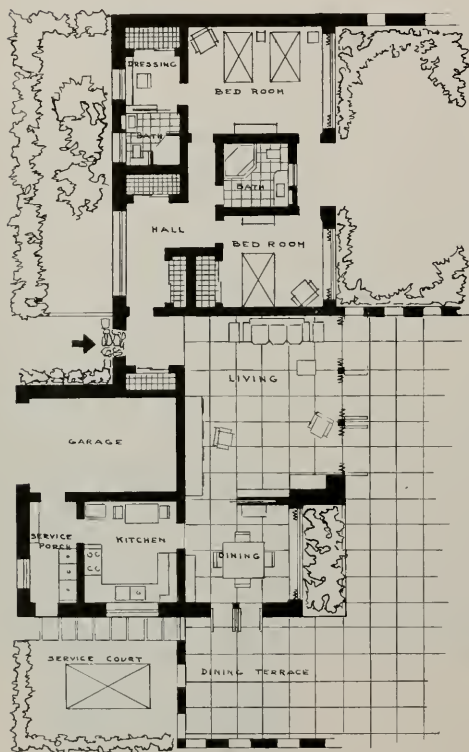 DRESSING
BED ROOM
BATH
BATH
HALL
BED ROOM
LIVING
GARAGE
SERVICE
PORCH
KITCHEN
DINING
SERVICE COURT
DINING TERRACE